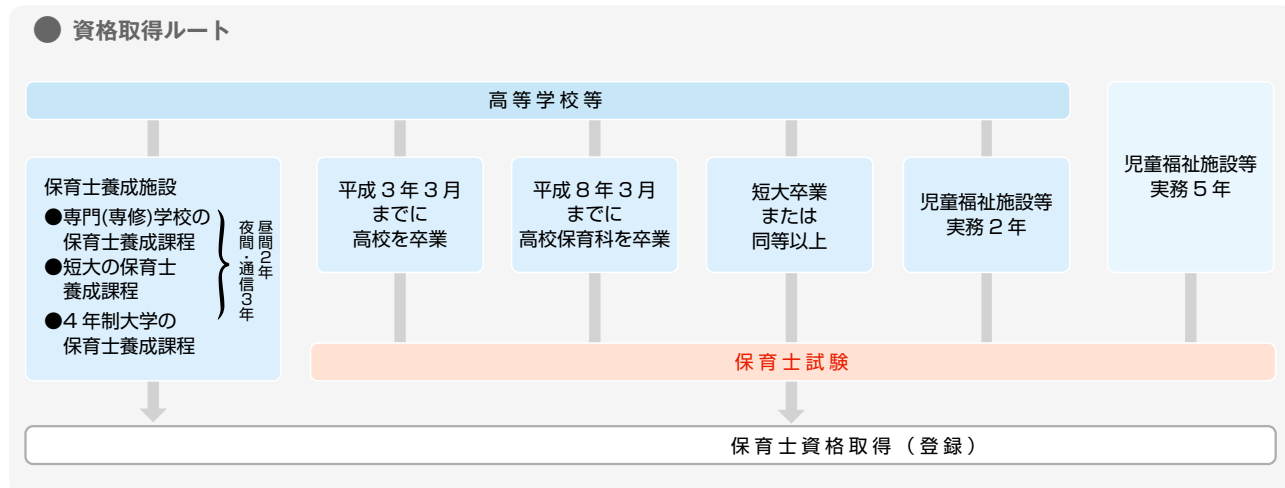 ● 資格取得ルート
高等学校等
保育士養成施設
●専門(専修)学校の
保育士養成課程
●短大の保育士
養成課程
●4年制大学の
保育士養成課程
昼間2年
夜間・通信3年
平成3年3月
までに
高校を卒業
平成8年3月
までに
高校保育科を卒業
短大卒業
または
同等以上
児童福祉施設等
実務2年
児童福祉施設等
実務5年
保育士試験
保育士資格取得(登録)